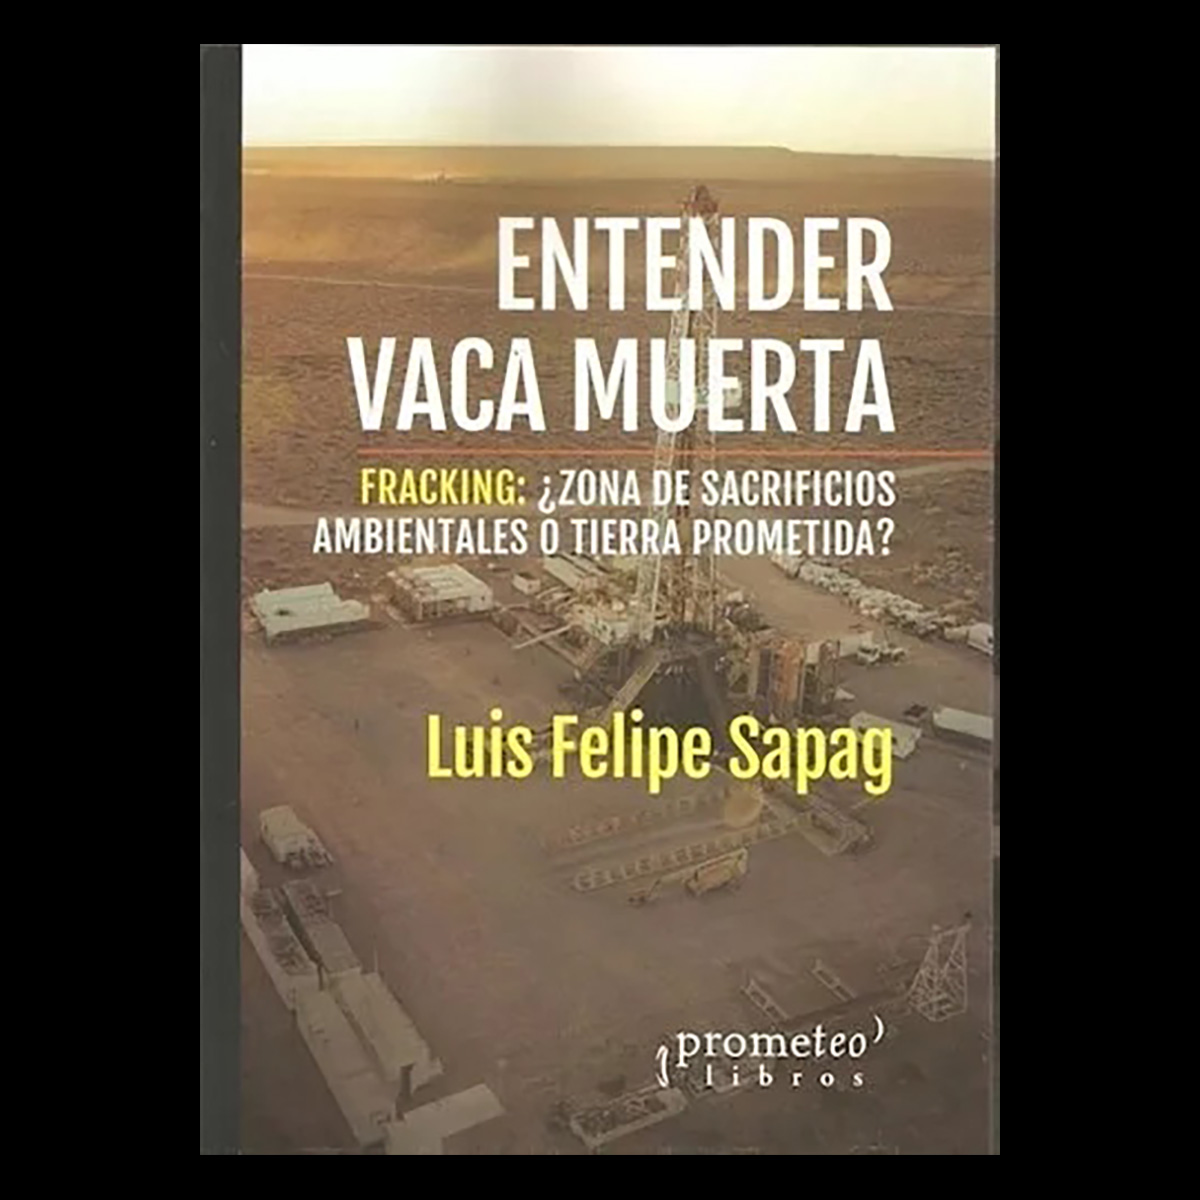 ENTENDER
VACA MUERTA
FRACKING: ¿ZONA DE SACRIFICIOS
AMBIENTALES O TIERRA PROMETIDA?
Luis Felipe Sapag
prometeo
libros